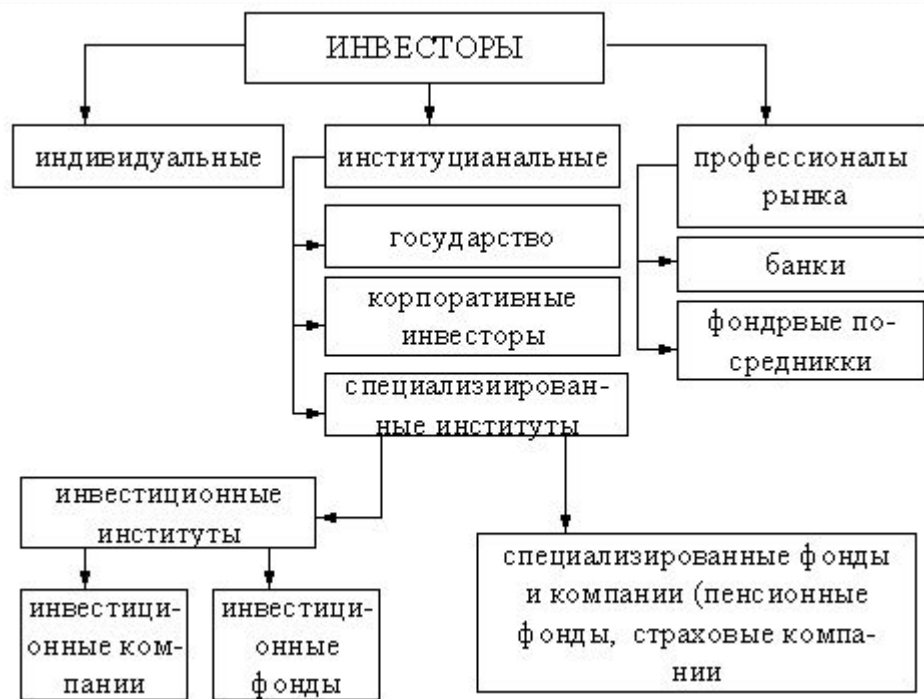 ИНВЕСТОРЫ
индивидуальные
институцианальные
профессионалы
рынка
государство
банки
корпоративные
инвесторы
фондрвые по-
средникки
специализиирован-
ные институты
инвестиционные
институты
специализированные фонды
и компании (пенсионные
фонды, страховые компа-
нии
инвестици-
онные ком-
пании
инвестици-
онные
фонды